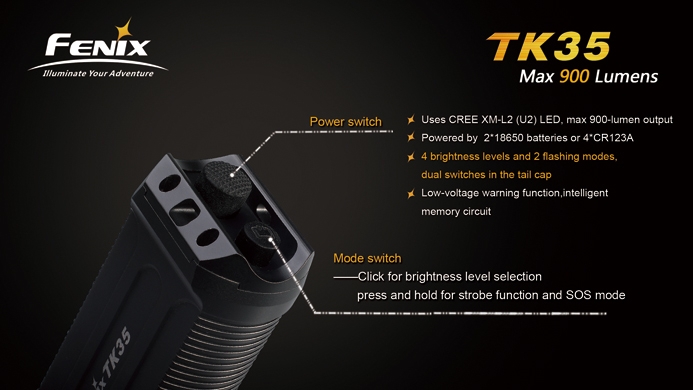 FENIX
Illuminate Your Adventure
TK35
Max 900 Lumens
Power switch
Uses CREE XM-L2 (U2) LED, max 900-lumen output
Powered by 2*18650 batteries or 4*CR123A
4 brightness levels and 2 flashing modes,
dual switches in the tail cap
Low-voltage warning function,intelligent
memory circuit
Mode switch
——Click for brightness level selection
press and hold for strobe function and SOS mode
TK35